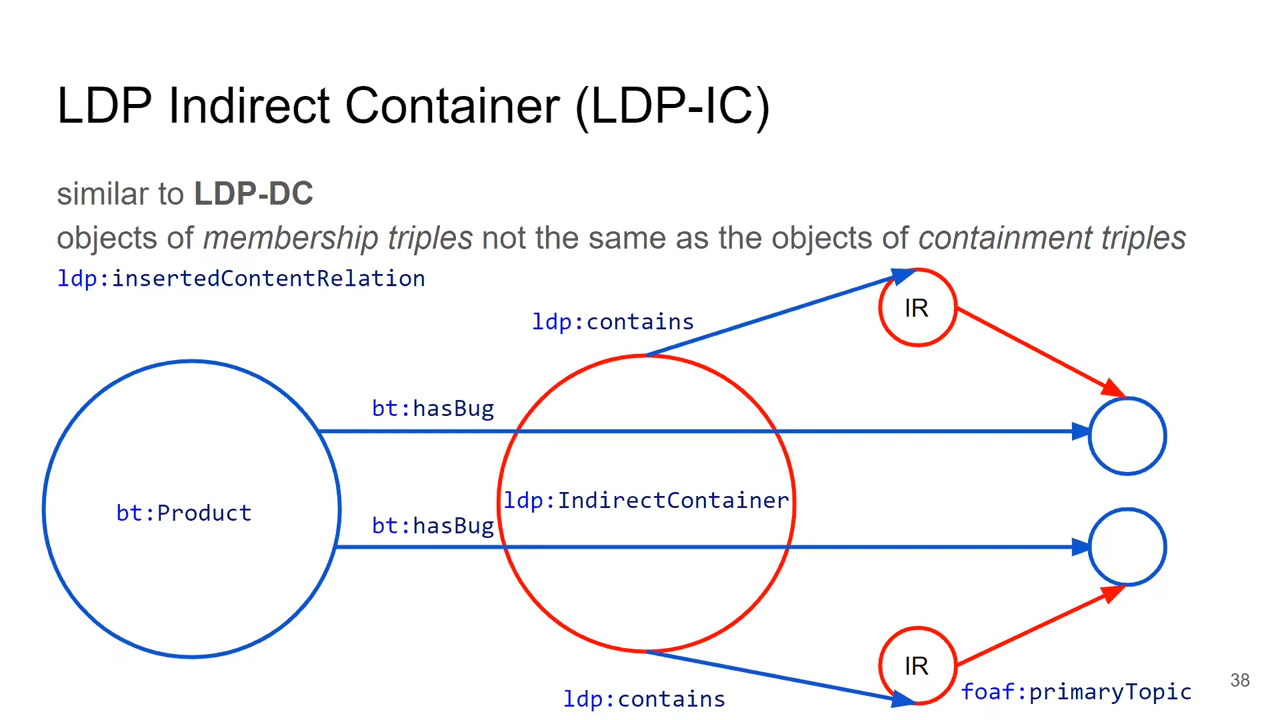 LDP Indirect Container (LDP-IC)
similar to LDP-DC
objects of membership triples not the same as the objects of containment triples
ldp:insertedContentRelation
ldp:contains
IR
bt:hasBug
ldp:IndirectContainer
bt:Product
bt:hasBug
IR
ldp:contains
foaf:primaryTopic
38